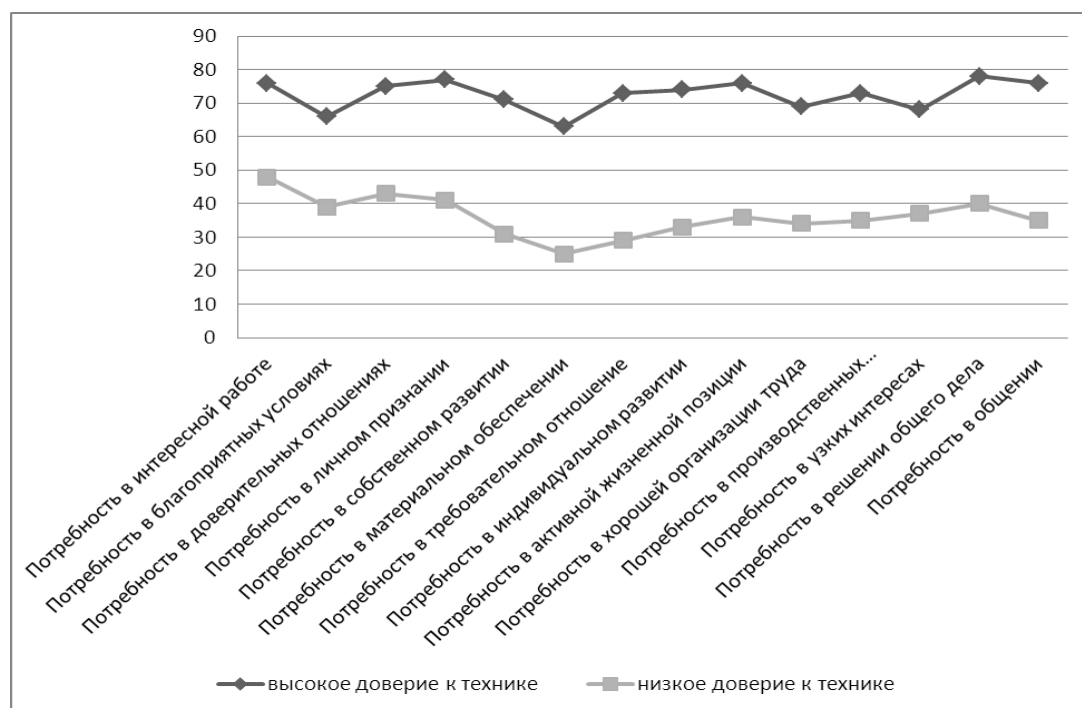 90
80
70
60
50
40
30
20
10
0
Потребность в интересной работе
Потребность в благоприятных условиях
Потребность в доверительных отношениях
Потребность в личном признании
Потребность в собственном развитии
Потребность в материальном обеспечении
Потребность в требовательном отношение
Потребность в индивидуальном развитии
Потребность в активной жизненной позиции
Потребность в хорошей организации труда
Потребность в производственных...
Потребность в узких интересах
Потребность в решении общего дела
Потребность в общении
высокое доверие к технике
низкое доверие к технике